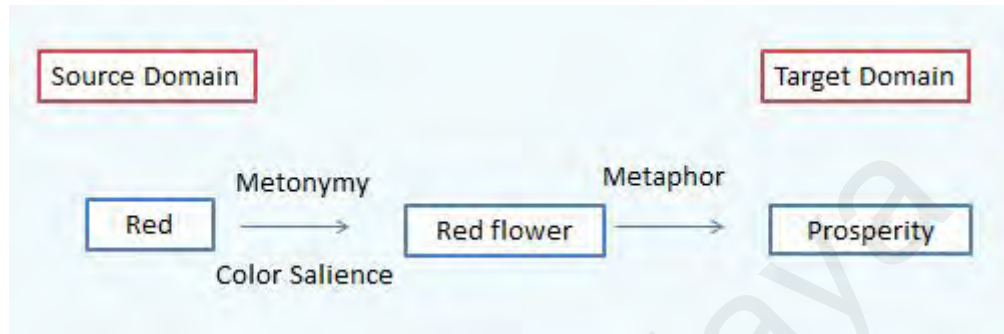 Source Domain
Target Domain
Metonymy
Metaphor
Red
Red flower
Prosperity
Color Salience